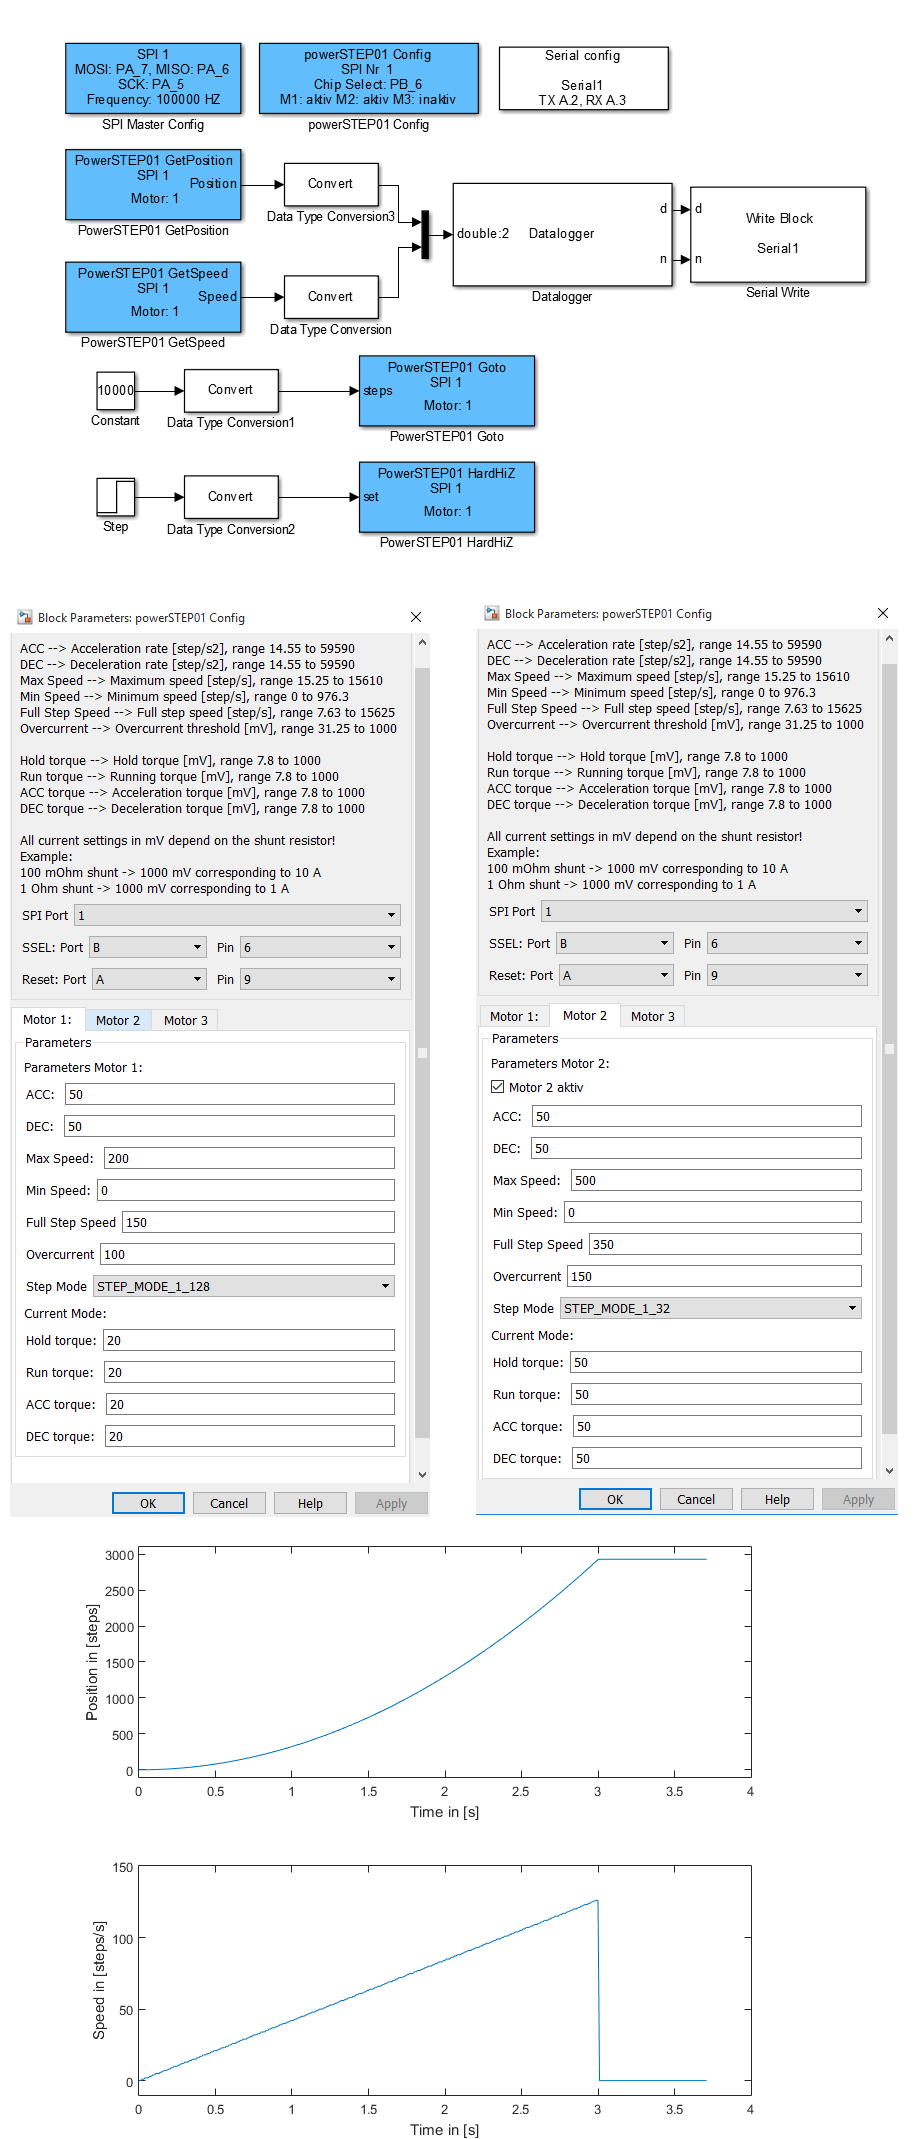 SPI 1
MOSI: PA_7, MISO: PA_6
SCK: PA_5
Frequency: 100000 HZ
SPI Master Config
powerSTEP01 Config
SPI Nr 1
Chip Select: PB_6
M1: aktiv M2: aktiv M3: inaktiv
powerSTEP01 Config
Serial config
Serial1
TX A.2, RX A.3
PowerSTEP01 GetPosition
SPI 1
Position
Motor: 1
PowerSTEP01 GetPosition
Convert
Data Type Conversion3
PowerSTEP01 GetSpeed
SPI 1
Speed
Motor: 1
PowerSTEP01 GetSpeed
Convert
Data Type Conversion
double:2
Datalogger
d
n
Datalogger
d
n
Write Block
Serial1
Serial Write
10000
Constant
Convert
Data Type Conversion1
PowerSTEP01 Goto
SPI 1
steps
Motor: 1
PowerSTEP01 Goto
Step
Convert
Data Type Conversion2
PowerSTEP01 HardHiZ
SPI 1
set
Motor: 1
PowerSTEP01 HardHiZ
Block Parameters: powerSTEP01 Config
ACC --> Acceleration rate [step/s2], range 14.55 to 59590
DEC --> Deceleration rate [step/s2], range 14.55 to 59590
Max Speed --> Maximum speed [step/s], range 15.25 to 15610
Min Speed --> Minimum speed [step/s], range 0 to 976.3
Full Step Speed --> Full step speed [step/s], range 7.63 to 15625
Overcurrent --> Overcurrent threshold [mV], range 31.25 to 1000
Hold torque --> Hold torque [mV], range 7.8 to 1000
Run torque --> Running torque [mV], range 7.8 to 1000
ACC torque --> Acceleration torque [mV], range 7.8 to 1000
DEC torque --> Deceleration torque [mV], range 7.8 to 1000
All current settings in mV depend on the shunt resistor!
Example:
100 mOhm shunt -> 1000 mV corresponding to 10 A
1 Ohm shunt -> 1000 mV corresponding to 1 A
SPI Port 1
SSEL: Port B Pin 6
Reset: Port A Pin 9
Motor 1: Motor 2 Motor 3
Parameters
Parameters Motor 1:
ACC: 50
DEC: 50
Max Speed: 200
Min Speed: 0
Full Step Speed 150
Overcurrent 100
Step Mode STEP_MODE_1_128
Current Mode:
Hold torque: 20
Run torque: 20
ACC torque: 20
DEC torque: 20
OK Cancel Help Apply
Block Parameters: powerSTEP01 Config
ACC --> Acceleration rate [step/s2], range 14.55 to 59590
DEC --> Deceleration rate [step/s2], range 14.55 to 59590
Max Speed --> Maximum speed [step/s], range 15.25 to 15610
Min Speed --> Minimum speed [step/s], range 0 to 976.3
Full Step Speed --> Full step speed [step/s], range 7.63 to 15625
Overcurrent --> Overcurrent threshold [mV], range 31.25 to 1000
Hold torque --> Hold torque [mV], range 7.8 to 1000
Run torque --> Running torque [mV], range 7.8 to 1000
ACC torque --> Acceleration torque [mV], range 7.8 to 1000
DEC torque --> Deceleration torque [mV], range 7.8 to 1000
All current settings in mV depend on the shunt resistor!
Example:
100 mOhm shunt -> 1000 mV corresponding to 10 A
1 Ohm shunt -> 1000 mV corresponding to 1 A
SPI Port 1
SSEL: Port B Pin 6
Reset: Port A Pin 9
Motor 1: Motor 2 Motor 3
Parameters
Parameters Motor 2:
Motor 2 aktiv
ACC: 50
DEC: 50
Max Speed: 500
Min Speed: 0
Full Step Speed 350
Overcurrent 150
Step Mode STEP_MODE_1_32
Current Mode:
Hold torque: 50
Run torque: 50
ACC torque: 50
DEC torque: 50
OK Cancel Help Apply
Position in [steps]
3000
2500
2000
1500
1000
500
0
0 0.5 1 1.5 2 2.5 3 3.5 4
Time in [s]
Speed in [steps/s]
150
100
50
0
0 0.5 1 1.5 2 2.5 3 3.5 4
Time in [s]